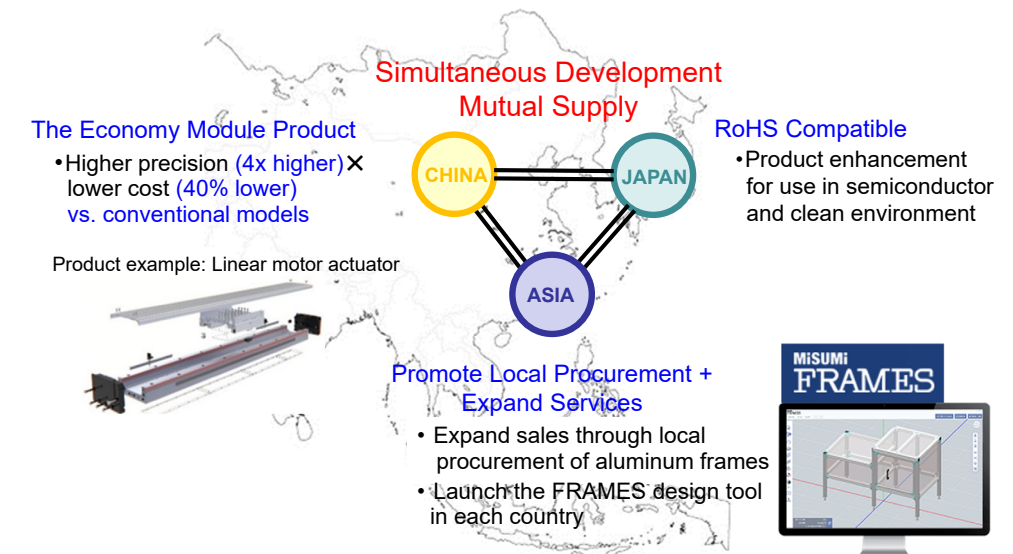 Simultaneous Development
Mutual Supply
The Economy Module Product
•Higher precision (4x higher)×
lower cost (40% lower)
vs. conventional models
Product example: Linear motor actuator
CHINA
JAPAN
ASIA
RoHS Compatible
•Product enhancement
for use in semiconductor
and clean environment
Promote Local Procurement +
Expand Services
• Expand sales through local
procurement of aluminum frames
• Launch the FRAMES design tool
in each country
MiSUMi
FRAMES